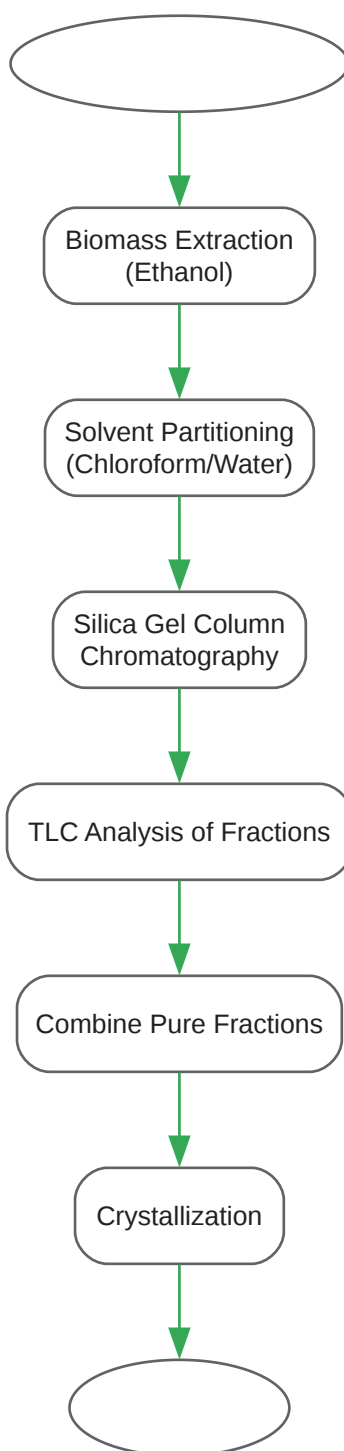 Biomass Extraction
(Ethanol)
Solvent Partitioning
(Chloroform/Water)
Silica Gel Column
Chromatography
TLC Analysis of Fractions
Combine Pure Fractions
Crystallization